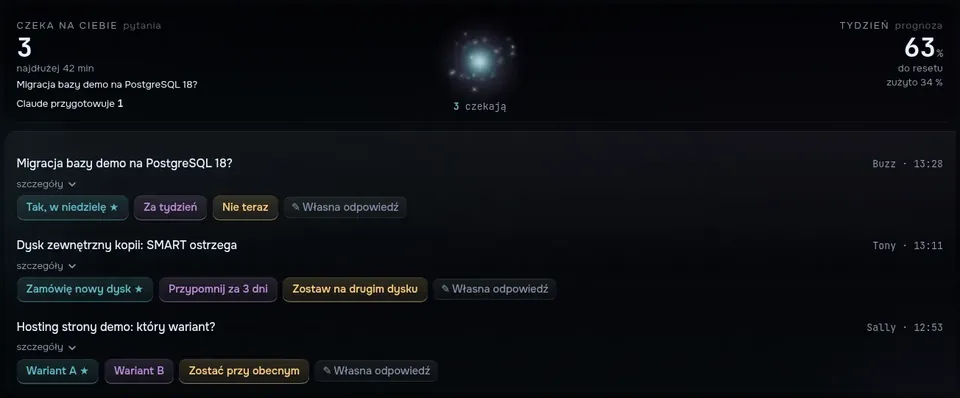 CZEKA NA CIEBIE pytania
3
najdłużej 42 min
Migracja bazy demo na PostgreSQL 18?
Claude przygotowuje 1
3 czekają
TYDZIEŃ prognoza
63%
do resetu
zużyto 34 %
Migracja bazy demo na PostgreSQL 18?
Buzz · 13:28
szczegóły
Tak, w niedzielę ★ Za tydzień Nie teraz ✎ Własna odpowiedź
Dysk zewnętrzny kopii: SMART ostrzega
Tony · 13:11
szczegóły
Zamówię nowy dysk ★ Przypomnij za 3 dni Zostaw na drugim dysku ✎ Własna odpowiedź
Hosting strony demo: który wariant?
Sally · 12:53
szczegóły
Wariant A ★ Wariant B Zostać przy obecnym ✎ Własna odpowiedź